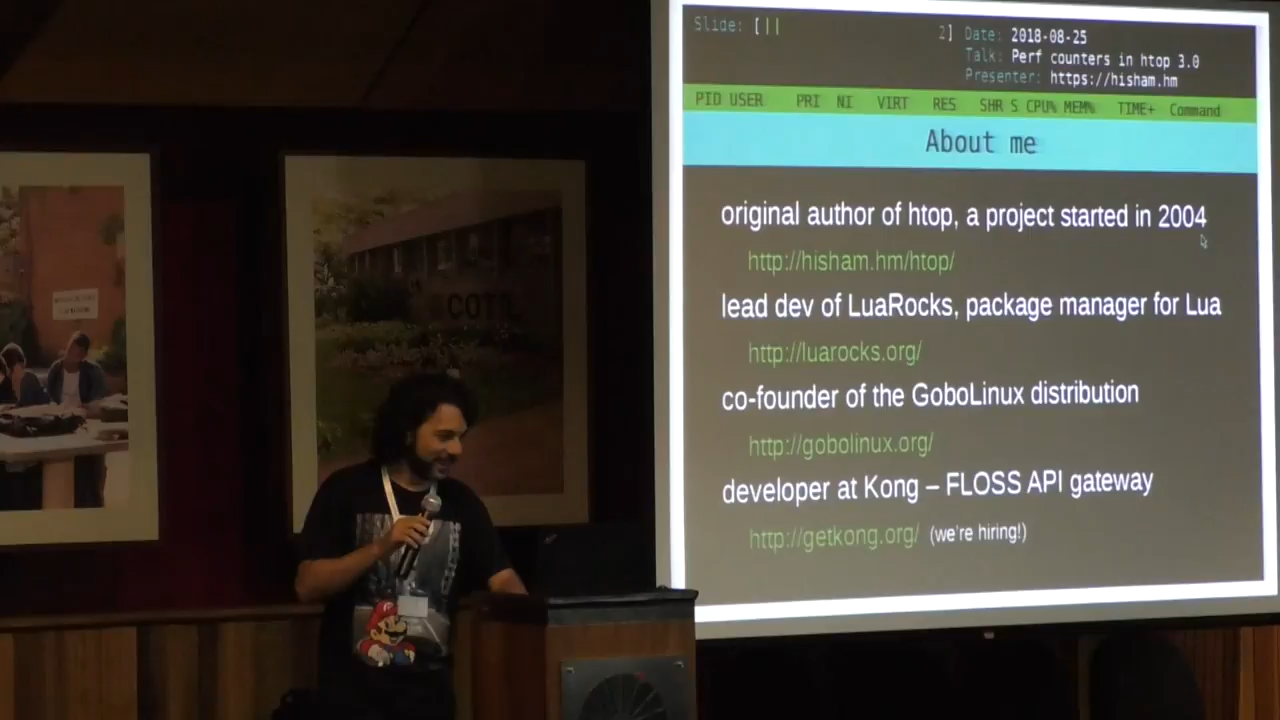 Slide: [|| 2] Date: 2018-08-25
Talk: Perf counters in htop 3.0
Presenter: https://hisham.hm
PID USER PRI NI VIRT RES SHR S CPU% MEM% TIME+ Command
About me
original author of htop, a project started in 2004
http://hisham.hm/htop/
lead dev of LuaRocks, package manager for Lua
http://luarocks.org/
co-founder of the GoboLinux distribution
http://gobolinux.org/
developer at Kong – FLOSS API gateway
http://getkong.org/ (we're hiring!)